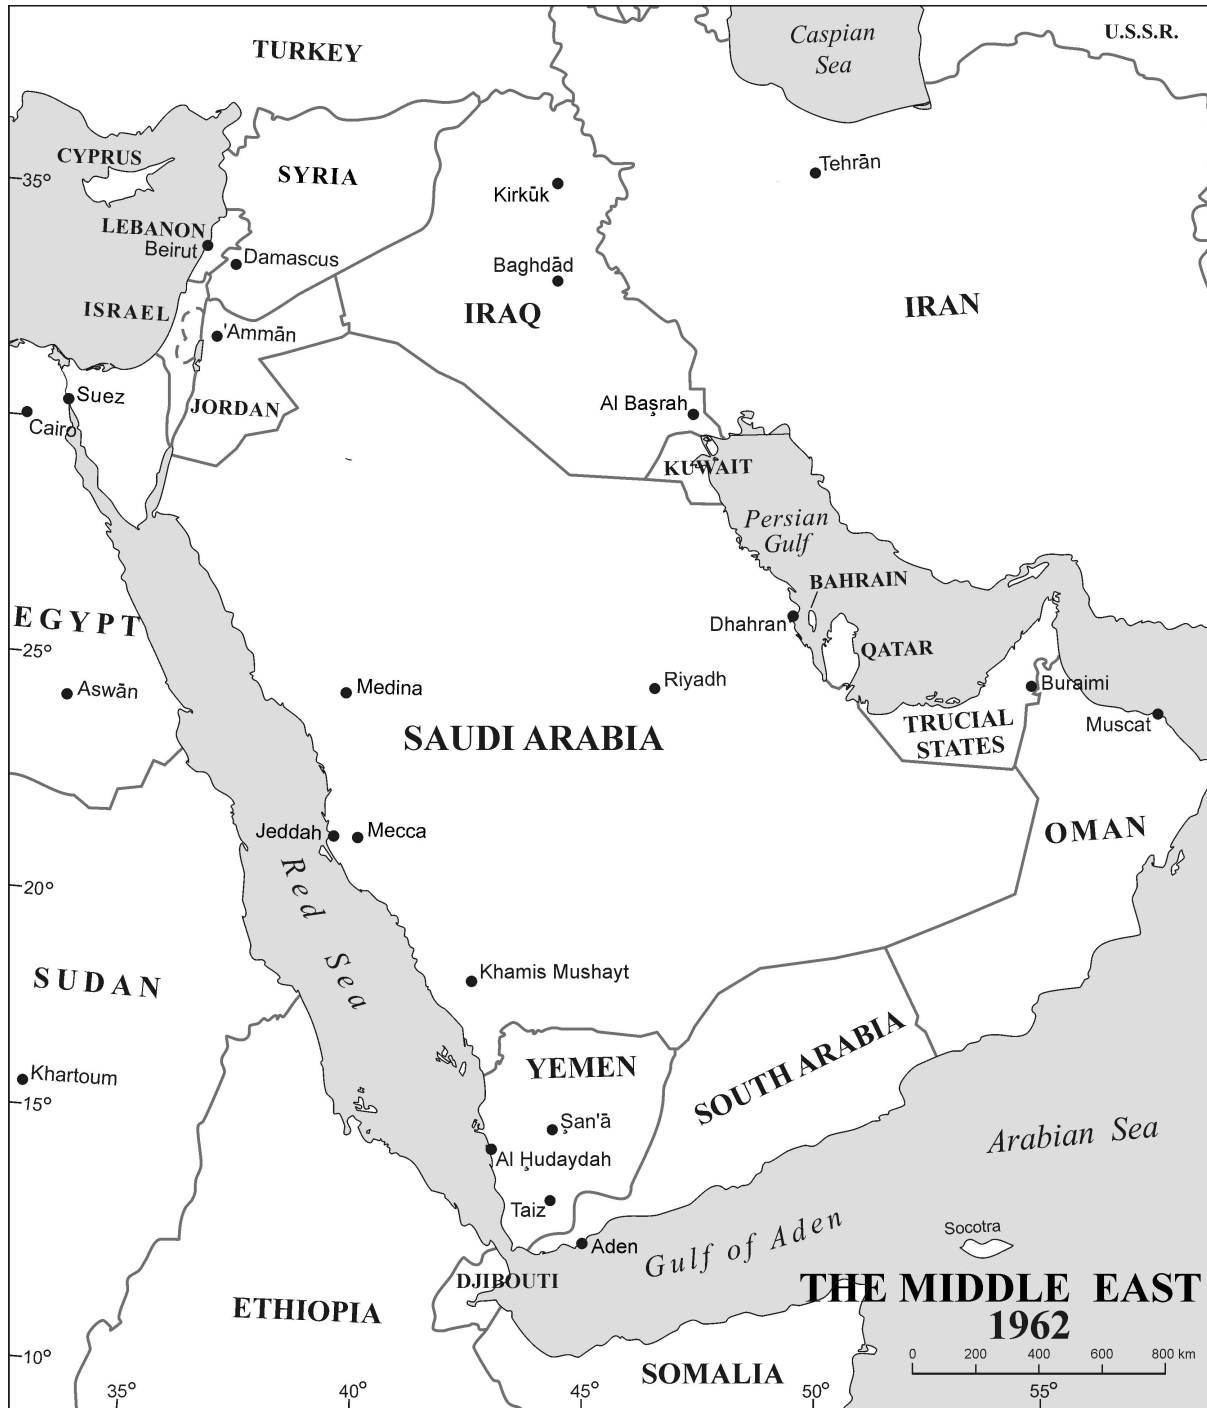 Caspian
Sea
U.S.S.R.
TURKEY
CYPRUS
SYRIA
Tehrān
35°
Kirkūk
LEBANON
Beirut
Damascus
Baghdād
ISRAEL
IRAQ
IRAN
'Ammān
Suez
JORDAN
Al Başrah
Cairo
KUWAIT
Persian
Gulf
BAHRAIN
EGYPT
Dhahran
QATAR
25°
Aswān
Medina
Riyadh
Buraimi
TRUCIAL
STATES
Muscat
SAUDI ARABIA
Jeddah
Mecca
OMAN
Red Sea
20°
Khamis Mushayt
SUDAN
SOUTH ARABIA
YEMEN
Khartoum
15°
Şan'ā
Arabian Sea
Al Ḩudaydah
Taiz
Aden
Gulf of Aden
Socotra
DJIBOUTI
THE MIDDLE EAST
1962
ETHIOPIA
0 200 400 600 800 km
10°
SOMALIA
35° 40° 45° 50° 55°